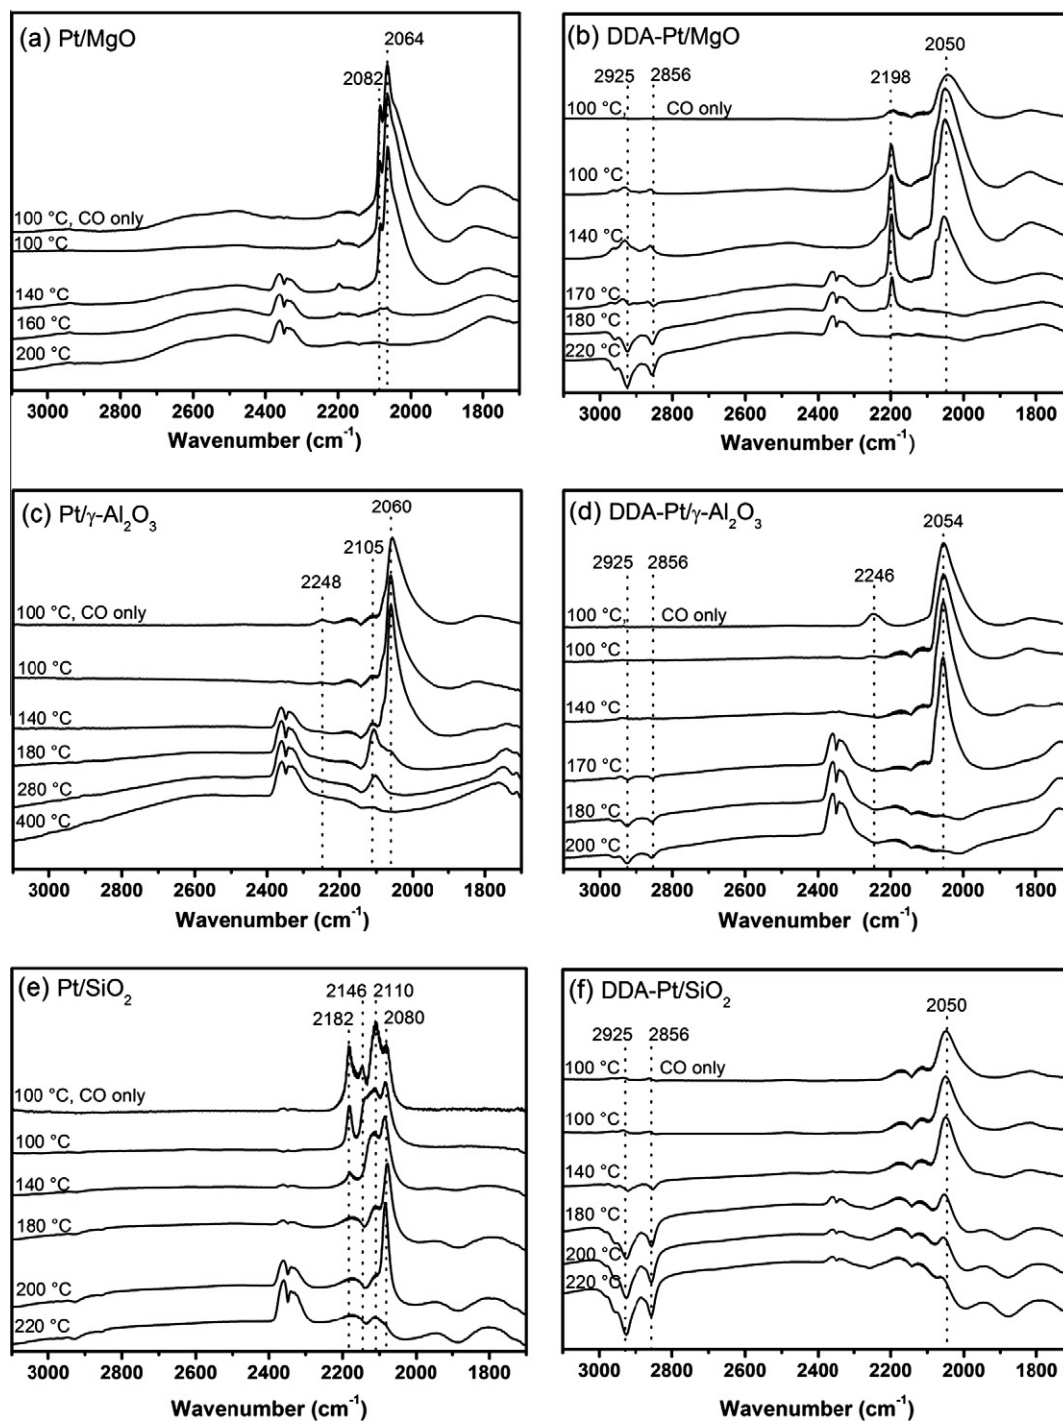 (a) Pt/MgO
2064
2082
100 °C, CO only
100 °C
140 °C
160 °C
200 °C
3000 2800 2600 2400 2200 2000 1800
Wavenumber (cm⁻¹)
(b) DDA-Pt/MgO
2050
2925 2856
2198
100 °C, CO only
100 °C
140 °C
170 °C
180 °C
220 °C
3000 2800 2600 2400 2200 2000 1800
Wavenumber (cm⁻¹)
(c) Pt/γ-Al₂O₃
2060
2105
2248
100 °C, CO only
100 °C
140 °C
180 °C
280 °C
400 °C
3000 2800 2600 2400 2200 2000 1800
Wavenumber (cm⁻¹)
(d) DDA-Pt/γ-Al₂O₃
2054
2925 2856
2246
100 °C, CO only
100 °C
140 °C
170 °C
180 °C
200 °C
3000 2800 2600 2400 2200 2000 1800
Wavenumber (cm⁻¹)
(e) Pt/SiO₂
2146 2110
2182 2080
100 °C, CO only
100 °C
140 °C
180 °C
200 °C
220 °C
3000 2800 2600 2400 2200 2000 1800
Wavenumber (cm⁻¹)
(f) DDA-Pt/SiO₂
2050
2925 2856
100 °C, CO only
100 °C
140 °C
180 °C
200 °C
220 °C
3000 2800 2600 2400 2200 2000 1800
Wavenumber (cm⁻¹)